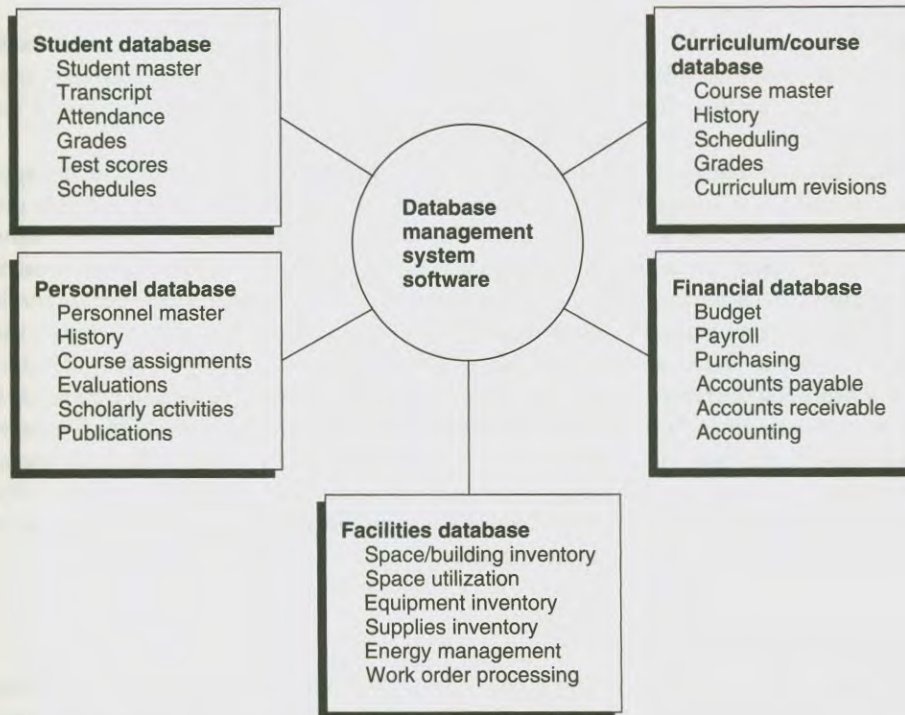 Student database
Student master
Transcript
Attendance
Grades
Test scores
Schedules
Curriculum/course
database
Course master
History
Scheduling
Grades
Curriculum revisions
Database
management
system
software
Personnel database
Personnel master
History
Course assignments
Evaluations
Scholarly activities
Publications
Financial database
Budget
Payroll
Purchasing
Accounts payable
Accounts receivable
Accounting
Facilities database
Space/building inventory
Space utilization
Equipment inventory
Supplies inventory
Energy management
Work order processing